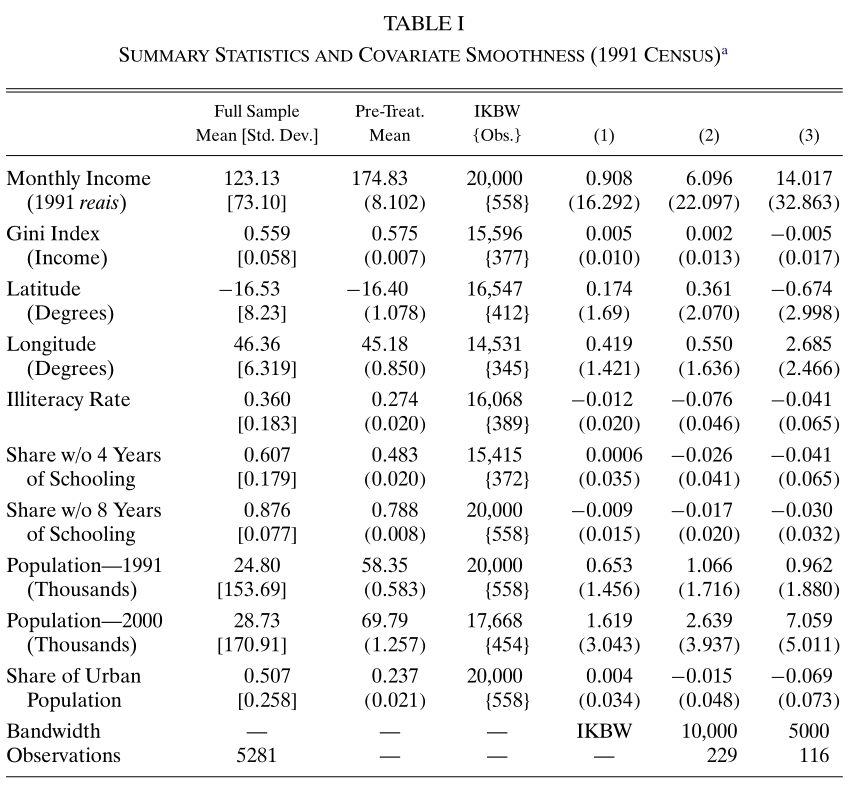 TABLE I
SUMMARY STATISTICS AND COVARIATE SMOOTHNESS (1991 CENSUS)a
Full Sample Pre-Treat. IKBW
Mean [Std. Dev.] Mean {Obs.} (1) (2) (3)
Monthly Income 123.13 174.83 20,000 0.908 6.096 14.017
(1991 reais) [73.10] (8.102) {558} (16.292) (22.097) (32.863)
Gini Index 0.559 0.575 15,596 0.005 0.002 −0.005
(Income) [0.058] (0.007) {377} (0.010) (0.013) (0.017)
Latitude −16.53 −16.40 16,547 0.174 0.361 −0.674
(Degrees) [8.23] (1.078) {412} (1.69) (2.070) (2.998)
Longitude 46.36 45.18 14,531 0.419 0.550 2.685
(Degrees) [6.319] (0.850) {345} (1.421) (1.636) (2.466)
Illiteracy Rate 0.360 0.274 16,068 −0.012 −0.076 −0.041
[0.183] (0.020) {389} (0.020) (0.046) (0.065)
Share w/o 4 Years 0.607 0.483 15,415 0.0006 −0.026 −0.041
of Schooling [0.179] (0.020) {372} (0.035) (0.041) (0.065)
Share w/o 8 Years 0.876 0.788 20,000 −0.009 −0.017 −0.030
of Schooling [0.077] (0.008) {558} (0.015) (0.020) (0.032)
Population—1991 24.80 58.35 20,000 0.653 1.066 0.962
(Thousands) [153.69] (0.583) {558} (1.456) (1.716) (1.880)
Population—2000 28.73 69.79 17,668 1.619 2.639 7.059
(Thousands) [170.91] (1.257) {454} (3.043) (3.937) (5.011)
Share of Urban 0.507 0.237 20,000 0.004 −0.015 −0.069
Population [0.258] (0.021) {558} (0.034) (0.048) (0.073)
Bandwidth — — — IKBW 10,000 5000
Observations 5281 — — — 229 116